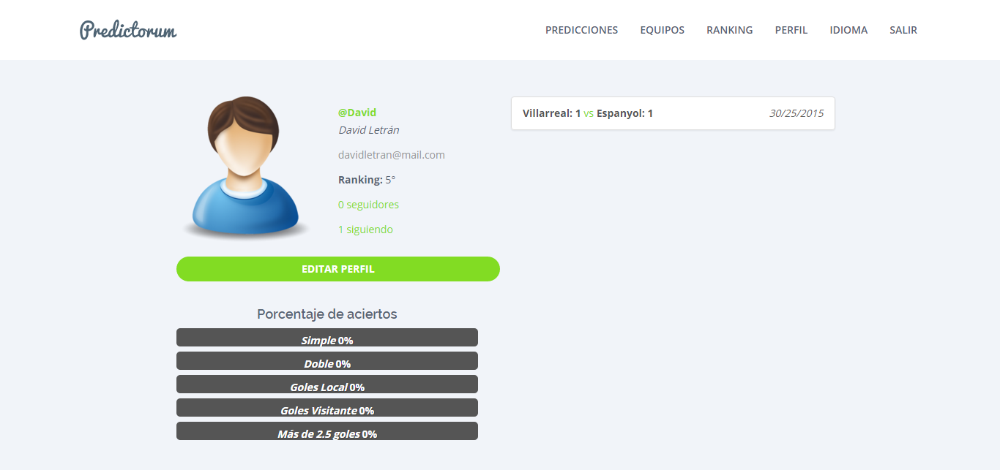 Predictorum
PREDICCIONES EQUIPOS RANKING PERFIL IDIOMA SALIR
@David
David Letrán
davidletran@mail.com
Ranking: 5°
0 seguidores
1 siguiendo
EDITAR PERFIL
Porcentaje de aciertos
Simple 0%
Doble 0%
Goles Local 0%
Goles Visitante 0%
Más de 2.5 goles 0%
Villarreal: 1 vs Espanyol: 1 30/25/2015